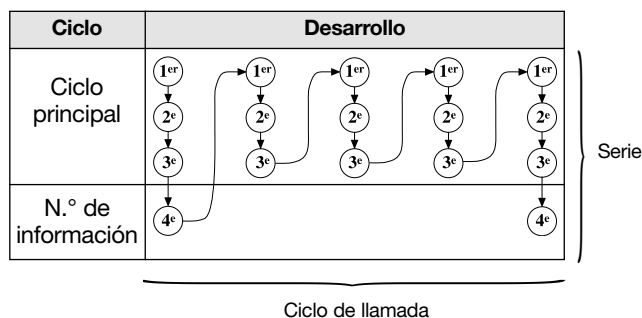 Ciclo Desarrollo
Ciclo principal
1er 1er 1er 1er 1er
2e 2e 2e 2e 2e
3e 3e 3e 3e 3e
Serie
N.° de información
4e 4e
Ciclo de llamada